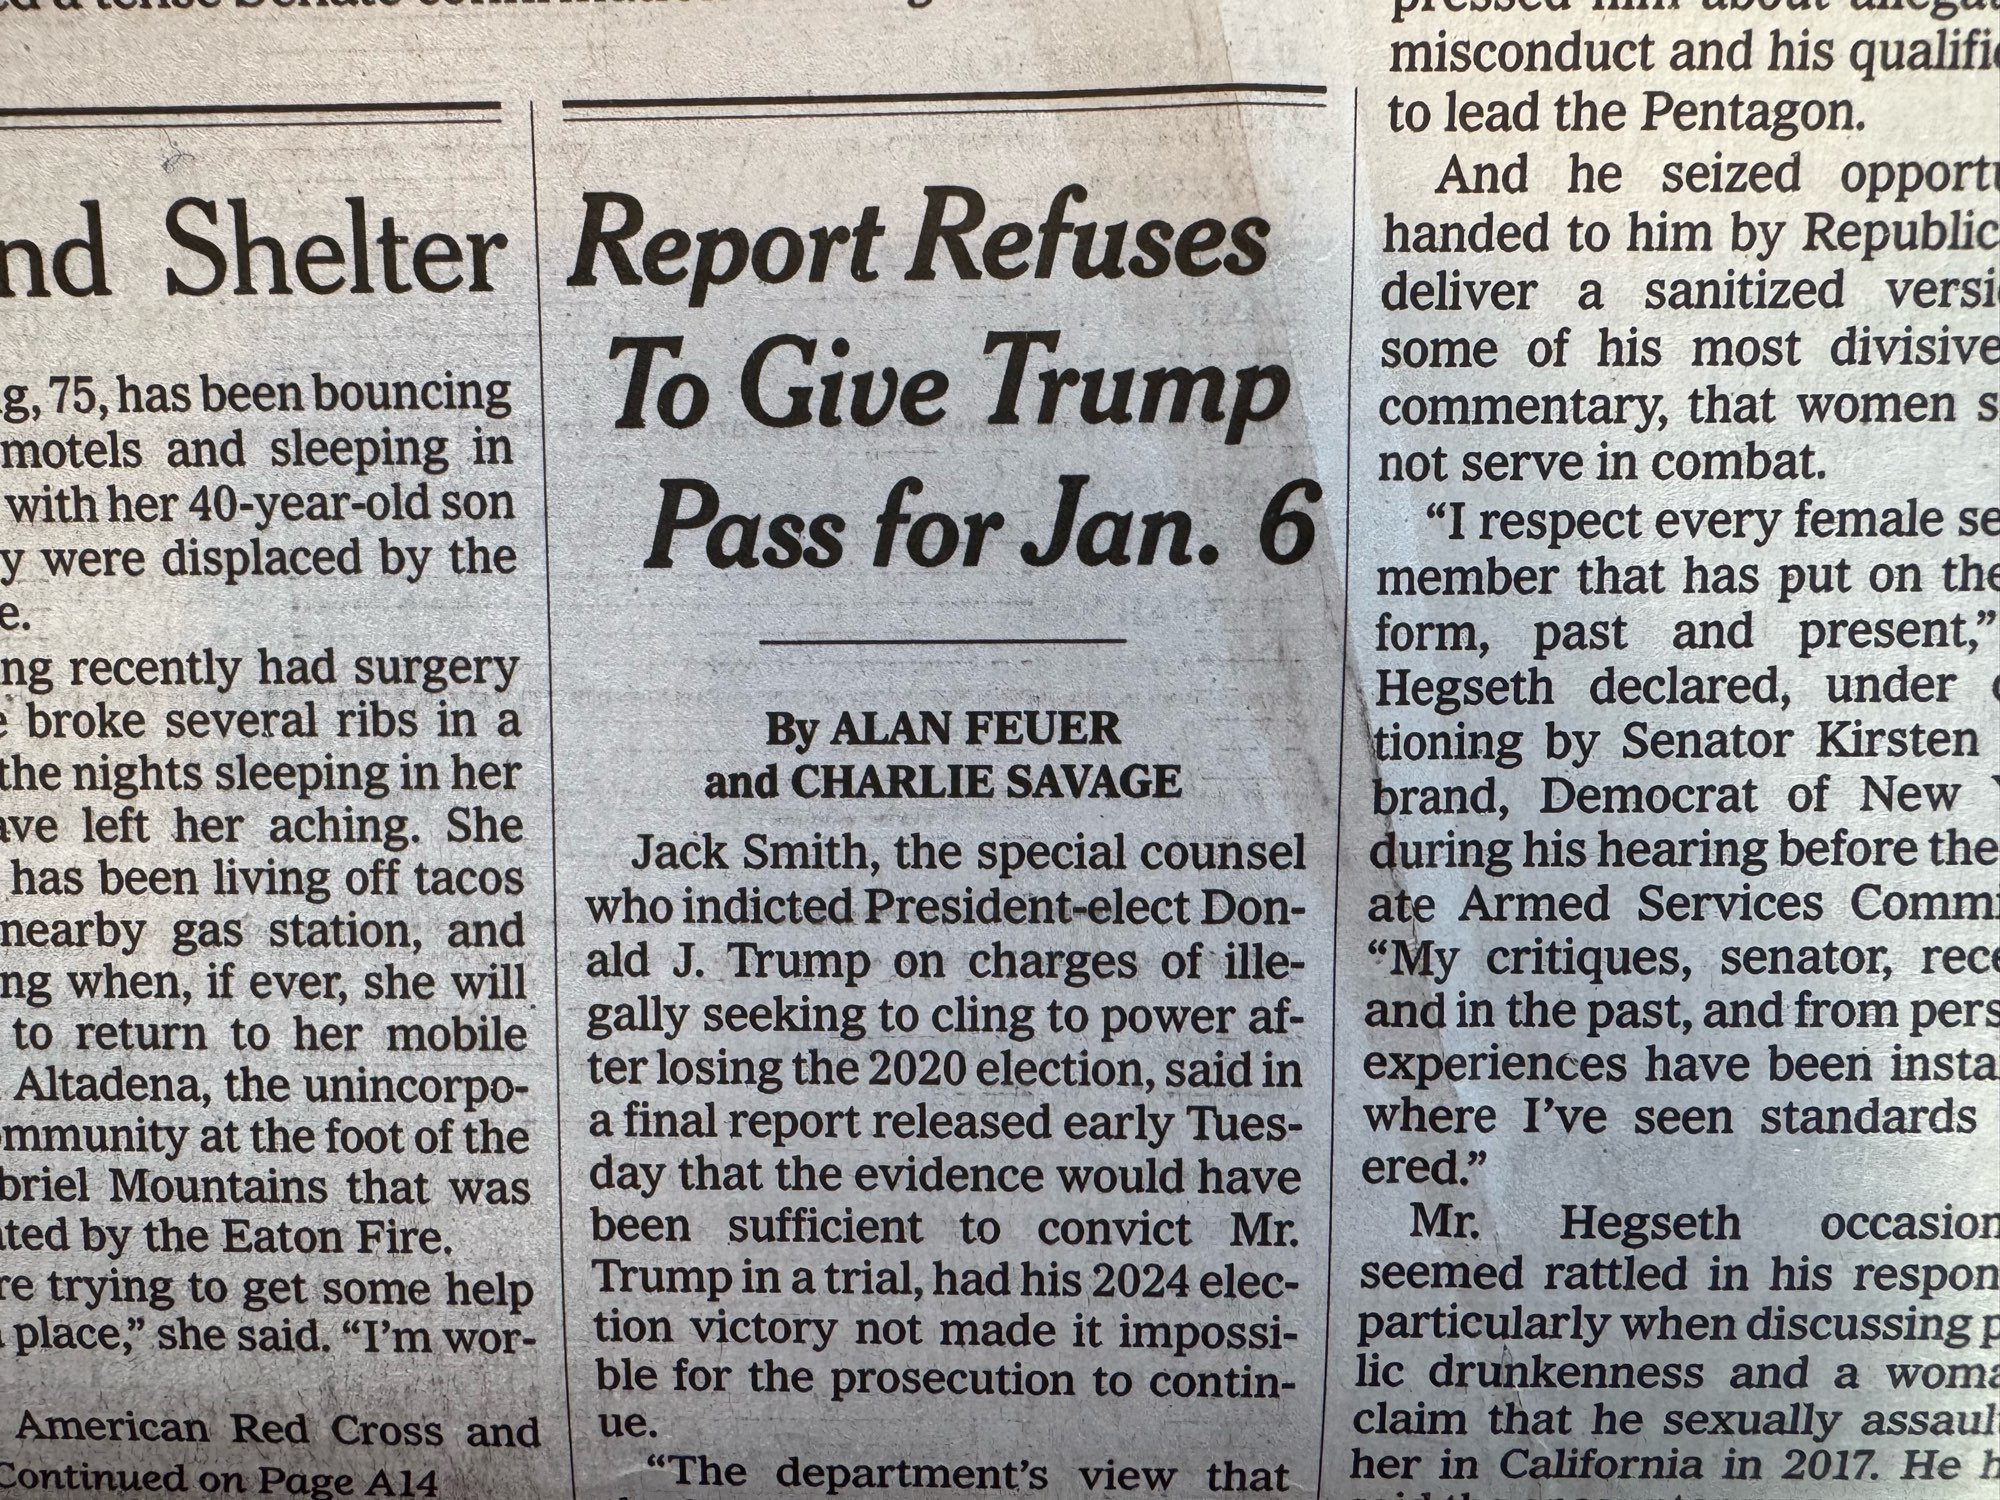 nd Shelter
g, 75, has been bouncing
motels and sleeping in
with her 40-year-old son
y were displaced by the
e.
ng recently had surgery
broke several ribs in a
the nights sleeping in her
ave left her aching. She
has been living off tacos
nearby gas station, and
ng when, if ever, she will
to return to her mobile
Altadena, the unincorpo-
mmunity at the foot of the
briel Mountains that was
ated by the Eaton Fire.
re trying to get some help
place,” she said. “I’m wor-
American Red Cross and
Continued on Page A14
Report Refuses
To Give Trump
Pass for Jan. 6
By ALAN FEUER
and CHARLIE SAVAGE
Jack Smith, the special counsel
who indicted President-elect Don-
ald J. Trump on charges of ille-
gally seeking to cling to power af-
ter losing the 2020 election, said in
a final report released early Tues-
day that the evidence would have
been sufficient to convict Mr.
Trump in a trial, had his 2024 elec-
tion victory not made it impossi-
ble for the prosecution to contin-
ue.
“The department’s view that
misconduct and his qualifi
to lead the Pentagon.
And he seized opportu
handed to him by Republic
deliver a sanitized versi
some of his most divisive
commentary, that women s
not serve in combat.
“I respect every female se
member that has put on the
form, past and present,”
Hegseth declared, under
tioning by Senator Kirsten
brand, Democrat of New
during his hearing before the
ate Armed Services Commi
“My critiques, senator, rece
and in the past, and from pers
experiences have been insta
where I’ve seen standards
ered.”
Mr. Hegseth occasion
seemed rattled in his respon
particularly when discussing p
lic drunkenness and a woma
claim that he sexually assaul
her in California in 2017. He h